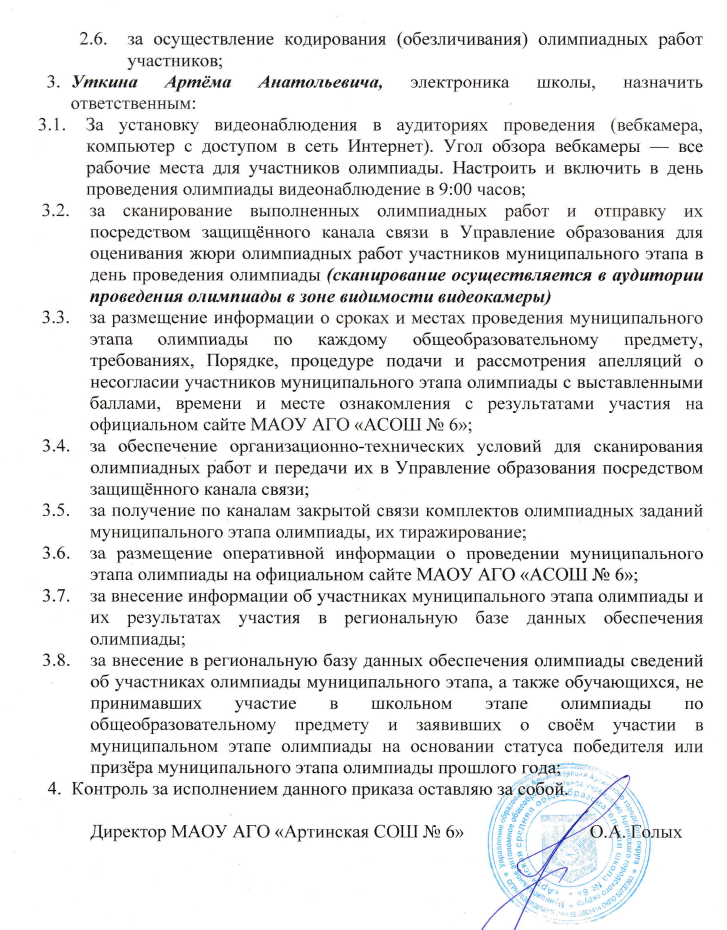 2.6. за осуществление кодирования (обезличивания) олимпиадных работ
участников;
3. Уткина Артёма Анатольевича, электроника школы, назначить
ответственным:
3.1. За установку видеонаблюдения в аудиториях проведения (вебкамера,
компьютер с доступом в сеть Интернет). Угол обзора вебкамеры — все
рабочие места для участников олимпиады. Настроить и включить в день
проведения олимпиады видеонаблюдение в 9:00 часов;
3.2. за сканирование выполненных олимпиадных работ и отправку их
посредством защищённого канала связи в Управление образования для
оценивания жюри олимпиадных работ участников муниципального этапа в
день проведения олимпиады (сканирование осуществляется в аудитории
проведения олимпиады в зоне видимости видеокамеры)
3.3. за размещение информации о сроках и местах проведения муниципального
этапа олимпиады по каждому общеобразовательному предмету,
требованиях, Порядке, процедуре подачи и рассмотрения апелляций о
несогласии участников муниципального этапа олимпиады с выставленными
баллами, времени и месте ознакомления с результатами участия на
официальном сайте МАОУ АГО «АСОШ № 6»;
3.4. за обеспечение организационно-технических условий для сканирования
олимпиадных работ и передачи их в Управление образования посредством
защищённого канала связи;
3.5. за получение по каналам закрытой связи комплектов олимпиадных заданий
муниципального этапа олимпиады, их тиражирование;
3.6. за размещение оперативной информации о проведении муниципального
этапа олимпиады на официальном сайте МАОУ АГО «АСОШ № 6»;
3.7. за внесение информации об участниках муниципального этапа олимпиады и
их результатах участия в региональную базе данных обеспечения
олимпиады;
3.8. за внесение в региональную базу данных обеспечения олимпиады сведений
об участниках олимпиады муниципального этапа, а также обучающихся, не
принимавших участие в школьном этапе олимпиады по
общеобразовательному предмету и заявивших о своём участии в
муниципальном этапе олимпиады на основании статуса победителя или
призёра муниципального этапа олимпиады прошлого года;
4. Контроль за исполнением данного приказа оставляю за собой.
Директор МАОУ АГО «Артинская СОШ № 6» О.А. Голых